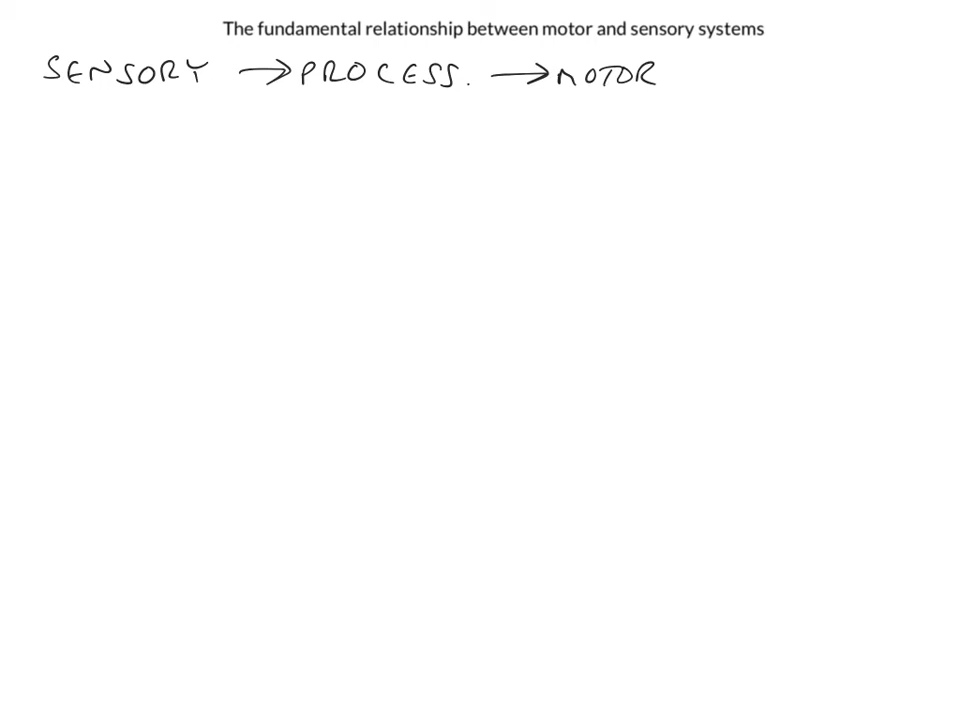 The fundamental relationship between motor and sensory systems
SENSORY → PROCESS. → MOTOR